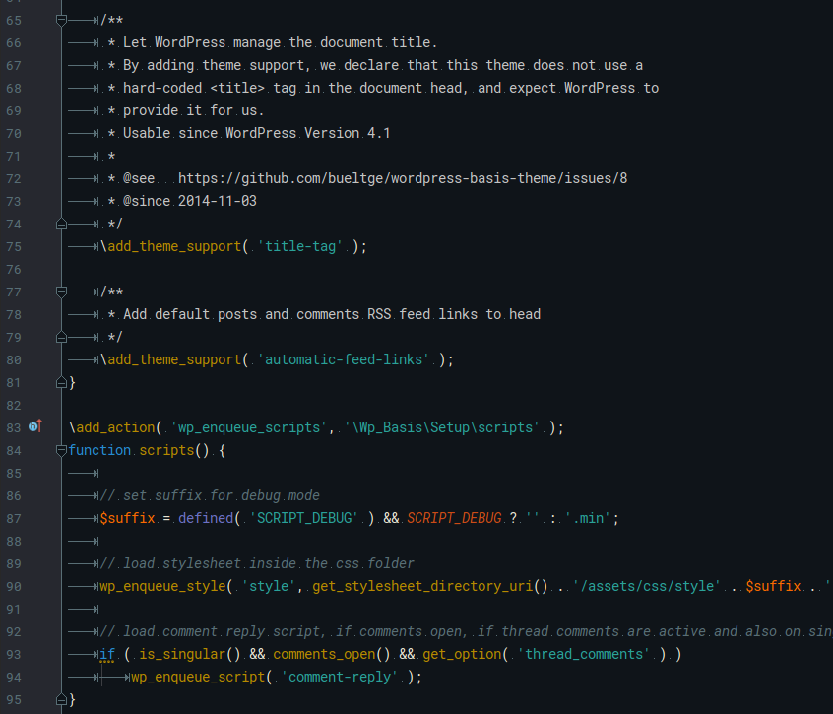 65 /**
66 * Let WordPress manage the document title.
67 * By adding theme support, we declare that this theme does not use a
68 * hard-coded <title> tag in the document head, and expect WordPress to
69 * provide it for us.
70 * Usable since WordPress Version 4.1
71 *
72 * @see   https://github.com/bueltge/wordpress-basis-theme/issues/8
73 * @since 2014-11-03
74 */
75 \add_theme_support( 'title-tag' );
76
77 /**
78 * Add default posts and comments RSS feed links to head
79 */
80 \add_theme_support( 'automatic-feed-links' );
81 }
82
83 \add_action( 'wp_enqueue_scripts', '\Wp_Basis\Setup\scripts' );
84 function scripts() {
85
86 // set suffix for debug mode
87 $suffix = defined( 'SCRIPT_DEBUG' ) && SCRIPT_DEBUG ? '' : '.min';
88
89 // load stylesheet inside the css folder
90 wp_enqueue_style( 'style', get_stylesheet_directory_uri() . '/assets/css/style' . $suffix . '
91
92 // load comment reply script, if comments open, if thread comments are active and also on sin
93 if ( is_singular() && comments_open() && get_option( 'thread_comments' ) )
94 wp_enqueue_script( 'comment-reply' );
95 }